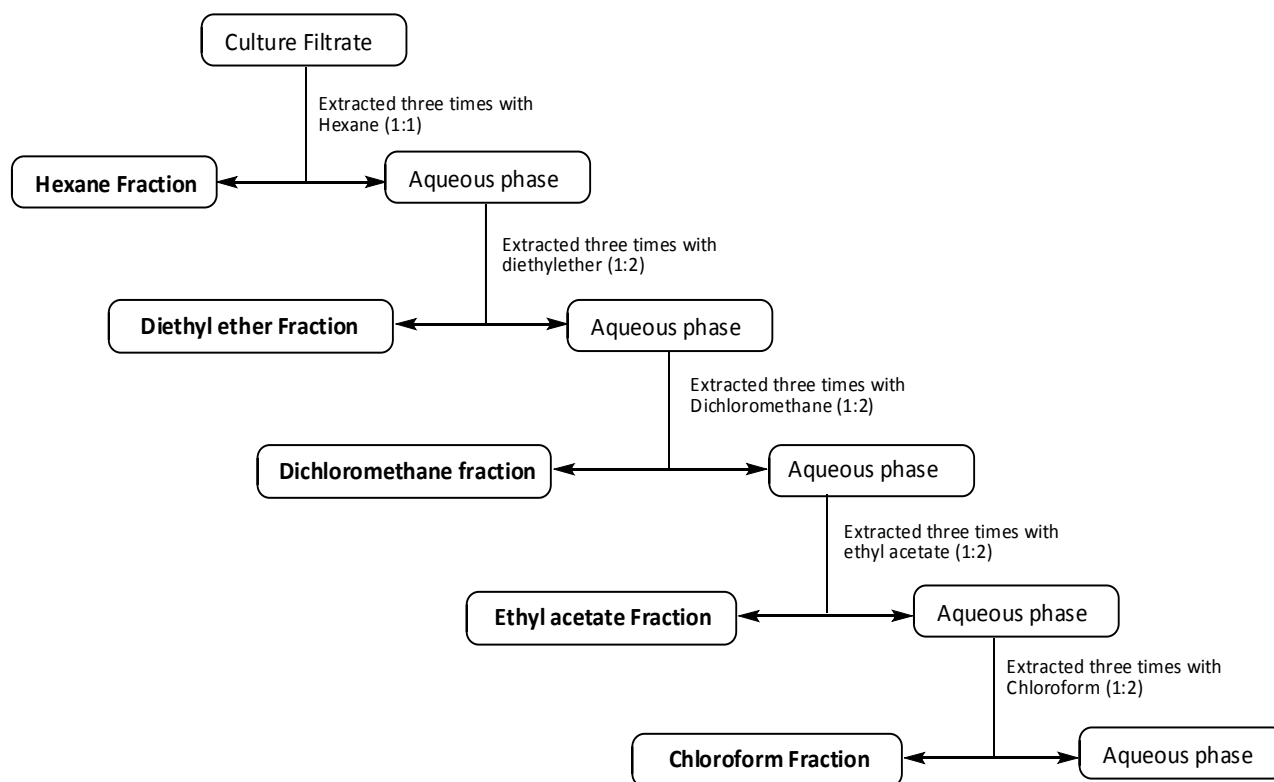 Culture Filtrate
Extracted three times with
Hexane (1:1)
Hexane Fraction
Aqueous phase
Extracted three times with
diethylether (1:2)
Diethyl ether Fraction
Aqueous phase
Extracted three times with
Dichloromethane (1:2)
Dichloromethane fraction
Aqueous phase
Extracted three times with
ethyl acetate (1:2)
Ethyl acetate Fraction
Aqueous phase
Extracted three times with
Chloroform (1:2)
Chloroform Fraction
Aqueous phase